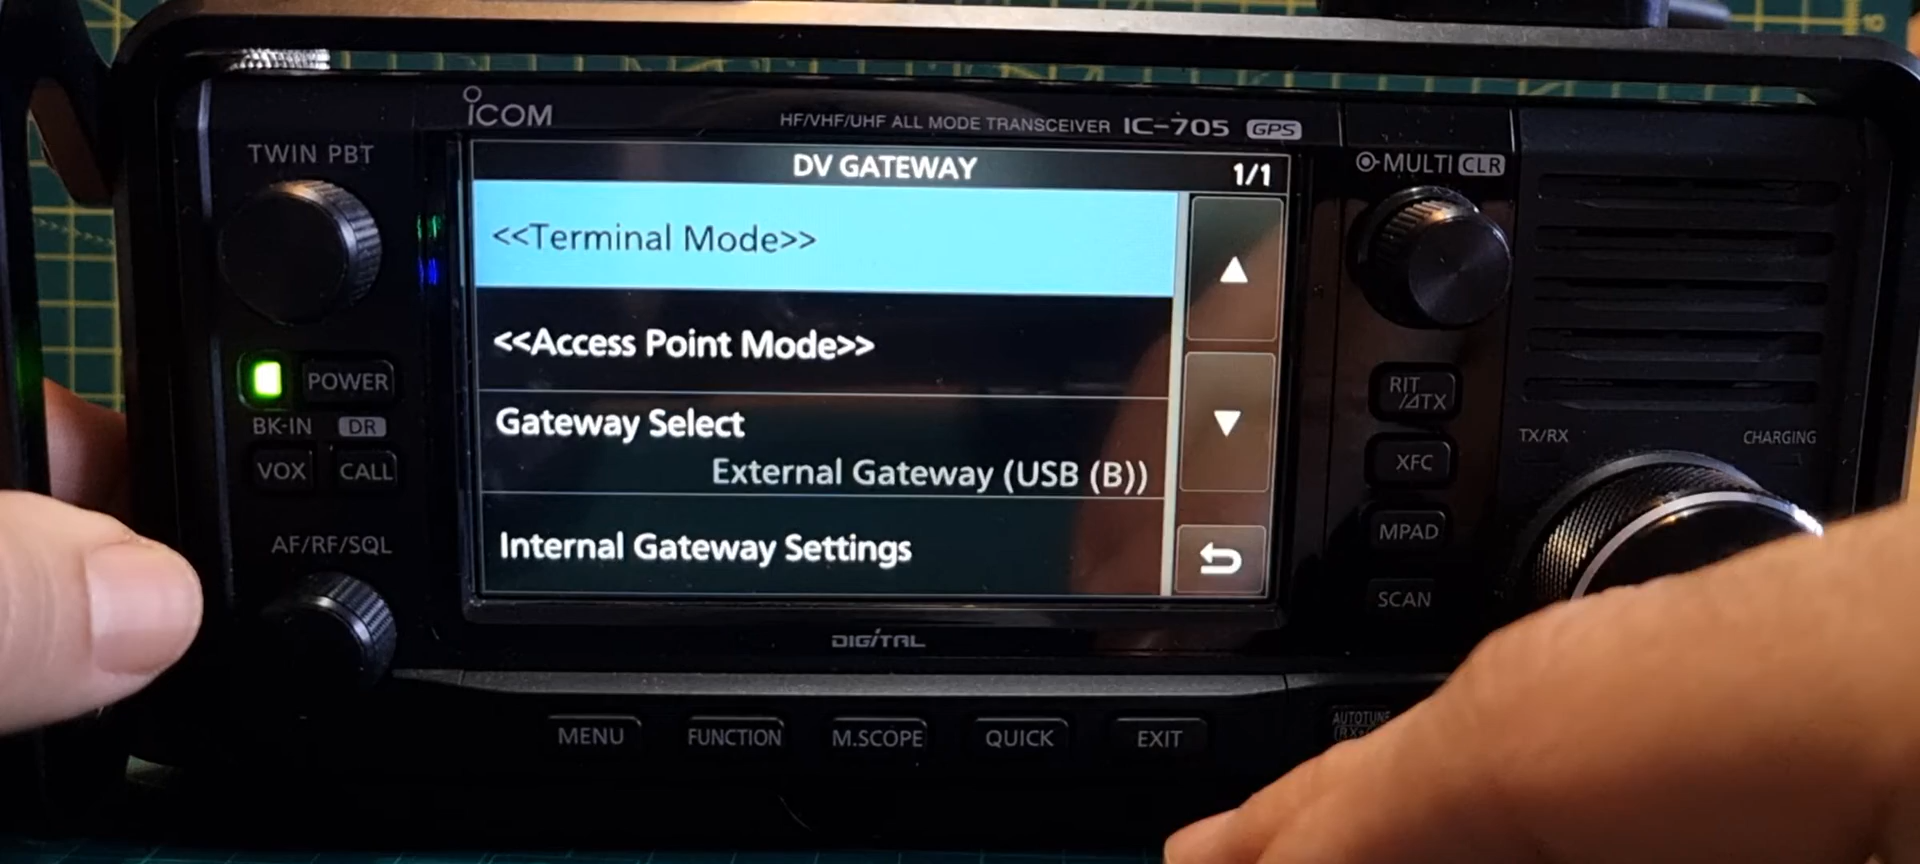 ICOM
HF/VHF/UHF ALL MODE TRANSCEIVER IC-705 GPS
TWIN PBT
MULTI CLR
DV GATEWAY 1/1
<<Terminal Mode>>
<<Access Point Mode>>
Gateway Select
External Gateway (USB (B))
Internal Gateway Settings
POWER
BK-IN DR
VOX CALL
AF/RF/SQL
RIT
/⊿TX
XFC
MPAD
SCAN
TX/RX CHARGING
DIGITAL
MENU FUNCTION M.SCOPE QUICK EXIT
AUTOTUNE
10